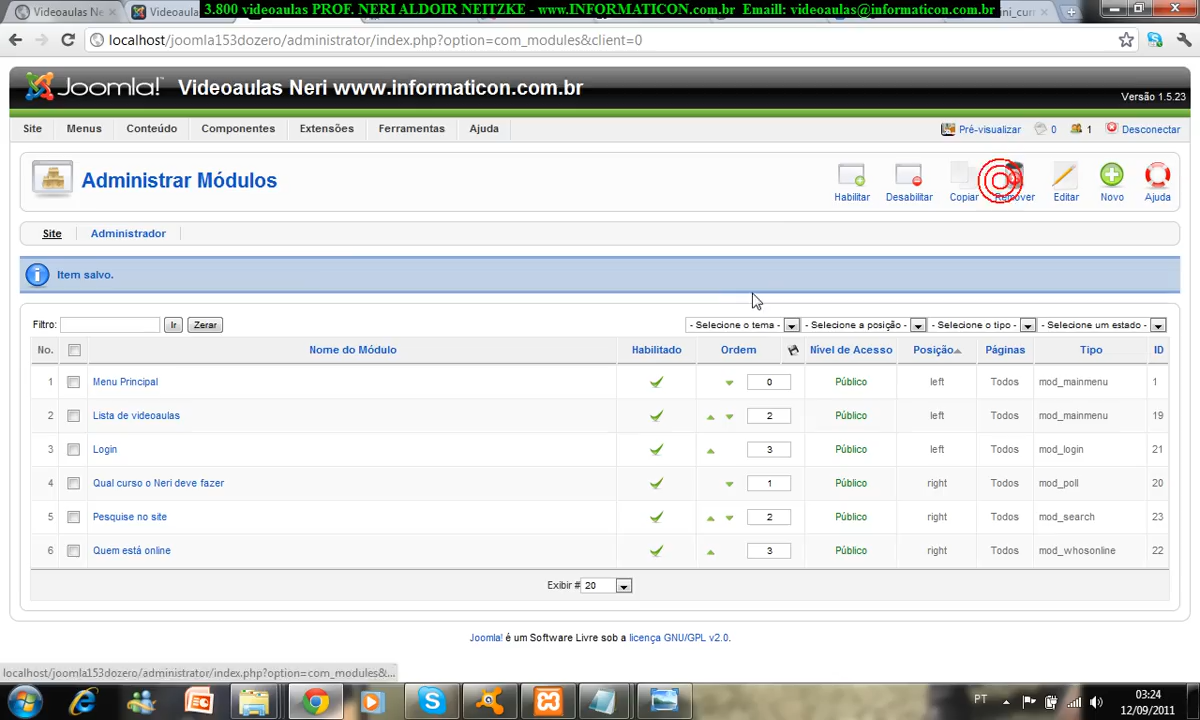 Videoaulas Ne
Videoaulas
3.800 videoaulas PROF. NERI ALDOIR NEITZKE - www.INFORMATICON.com.br Emaill: videoaulas@informaticon.com.br
ini_cur
localhost/joomla153dozero/administrator/index.php?option=com_modules&client=0
Joomla! Videoaulas Neri www.informaticon.com.br
Versão 1.5.23
Site Menus Conteúdo Componentes Extensões Ferramentas Ajuda Pré-visualizar 0 1 Desconectar
Administrar Módulos
Habilitar Desabilitar Copiar Remover Editar Novo Ajuda
Site Administrador
Item salvo.
Filtro: Ir Zerar - Selecione o tema - - Selecione a posição - - Selecione o tipo - - Selecione um estado -
No. Nome do Módulo Habilitado Ordem Nível de Acesso Posição Páginas Tipo ID
1 Menu Principal 0 Público left Todos mod_mainmenu 1
2 Lista de videoaulas 2 Público left Todos mod_mainmenu 19
3 Login 3 Público left Todos mod_login 21
4 Qual curso o Neri deve fazer 1 Público right Todos mod_poll 20
5 Pesquise no site 2 Público right Todos mod_search 23
6 Quem está online 3 Público right Todos mod_whosonline 22
Exibir # 20
Joomla! é um Software Livre sob a licença GNU/GPL v2.0.
localhost/joomla153dozero/administrator/index.php?option=com_modules&...
PT
03:24
12/09/2011